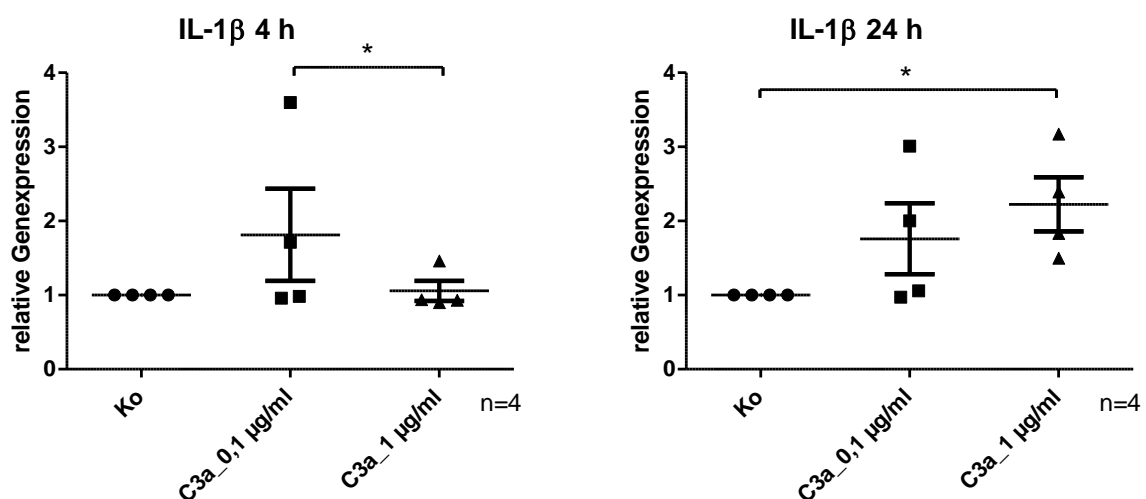 IL-1β 4 h
*
relative Genexpression
4
3
2
1
0
Ko
C3a_0,1 µg/ml
C3a_1 µg/ml
n=4
IL-1β 24 h
*
relative Genexpression
4
3
2
1
0
Ko
C3a_0,1 µg/ml
C3a_1 µg/ml
n=4